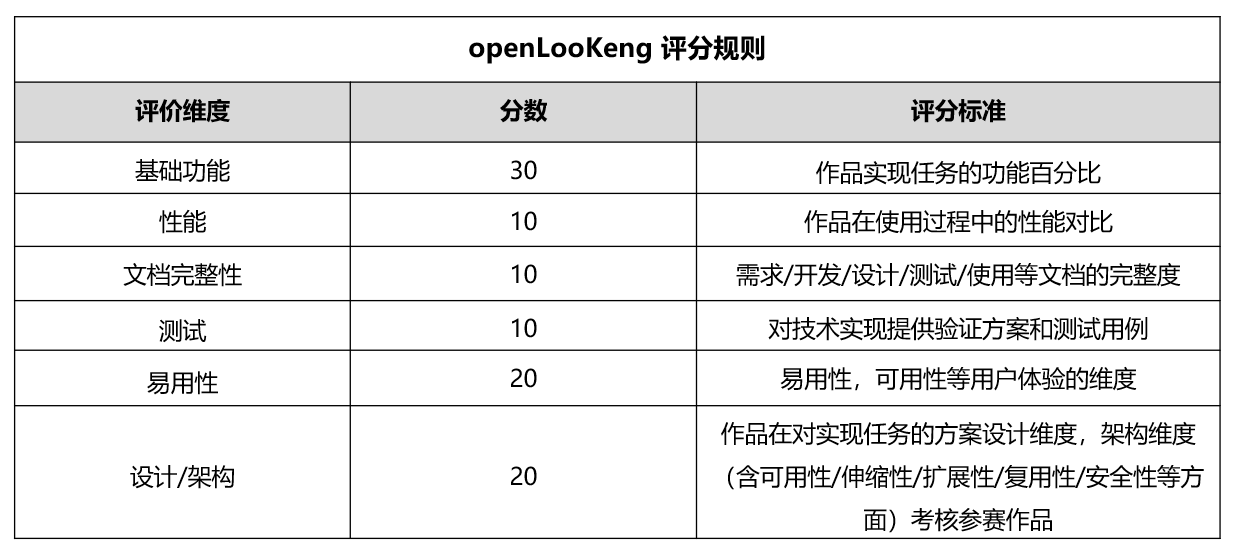 openLooKeng 评分规则
评价维度 分数 评分标准
基础功能 30 作品实现任务的功能百分比
性能 10 作品在使用过程中的性能对比
文档完整性 10 需求/开发/设计/测试/使用等文档的完整度
测试 10 对技术实现提供验证方案和测试用例
易用性 20 易用性，可用性等用户体验的维度
设计/架构 20 作品在对实现任务的方案设计维度，架构维度
（含可用性/伸缩性/扩展性/复用性/安全性等方
面）考核参赛作品